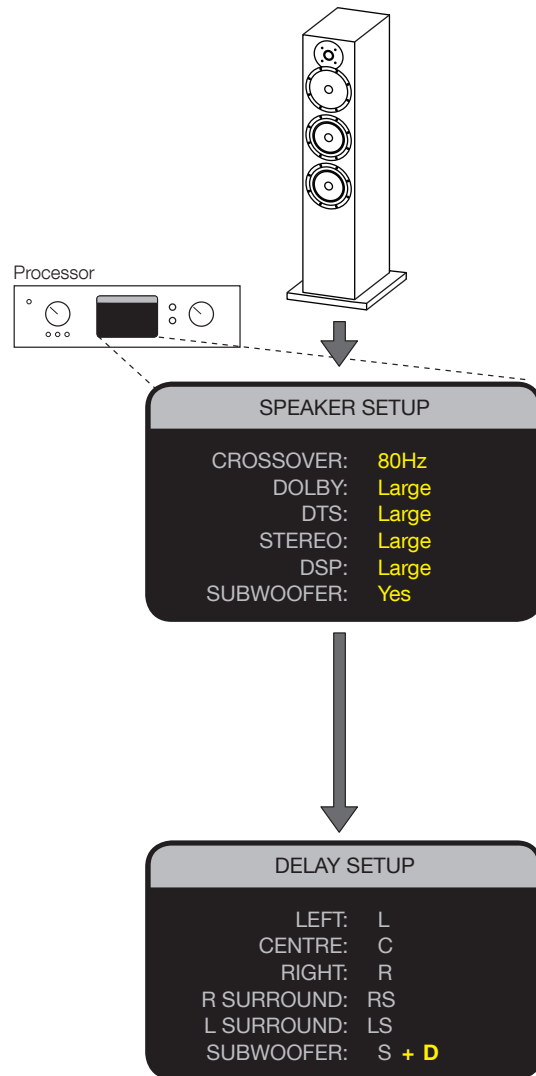 Processor
SPEAKER SETUP
CROSSOVER: 80Hz
DOLBY: Large
DTS: Large
STEREO: Large
DSP: Large
SUBWOOFER: Yes
DELAY SETUP
LEFT: L
CENTRE: C
RIGHT: R
R SURROUND: RS
L SURROUND: LS
SUBWOOFER: S + D